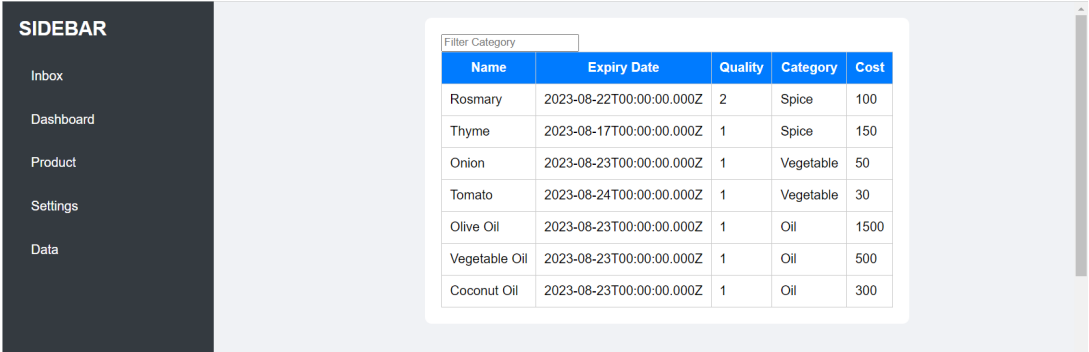 SIDEBAR
Inbox
Dashboard
Product
Settings
Data
Filter Category
Name Expiry Date Quality Category Cost
Rosmary 2023-08-22T00:00:00.000Z 2 Spice 100
Thyme 2023-08-17T00:00:00.000Z 1 Spice 150
Onion 2023-08-23T00:00:00.000Z 1 Vegetable 50
Tomato 2023-08-24T00:00:00.000Z 1 Vegetable 30
Olive Oil 2023-08-23T00:00:00.000Z 1 Oil 1500
Vegetable Oil 2023-08-23T00:00:00.000Z 1 Oil 500
Coconut Oil 2023-08-23T00:00:00.000Z 1 Oil 300